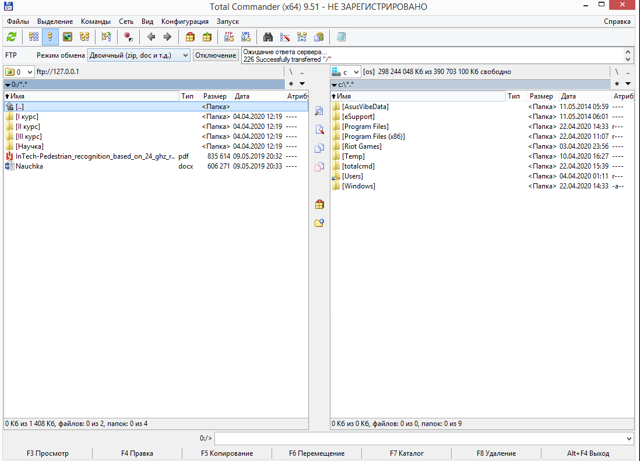 Total Commander (x64) 9.51 - НЕ ЗАРЕГИСТРИРОВАНО
Файлы Выделение Команды Сеть Вид Конфигурация Запуск Справка
FTP Режим обмена Двоичный (zip, doc и т.д.) Отключение
Ожидание ответа сервера...
226 Successfully transferred "/"
0 ftp://127.0.0.1 \ ..
0:/*.* * ▼
Имя Тип Размер Дата Атриб
[..] <Папка>
[I курс] <Папка> 04.04.2020 12:19 ----
[II курс] <Папка> 04.04.2020 12:19 ----
[III курс] <Папка> 04.04.2020 12:19 ----
[Научка] <Папка> 04.04.2020 12:19 ----
InTech-Pedestrian_recognition_based_on_24_ghz_r... pdf 835 614 09.05.2019 20:32 ----
Nauchka docx 606 271 09.05.2019 20:33 ----
0 Кб из 1 408 Кб, файлов: 0 из 2, папок: 0 из 4
c [os] 298 244 048 Кб из 390 703 100 Кб свободно \ ..
c:\*.* * ▼
Имя Тип Размер Дата Атриб
[AsusVibeData] <Папка> 11.05.2014 05:59 ----
[eSupport] <Папка> 11.05.2014 06:01 ----
[Program Files] <Папка> 22.04.2020 14:33 r---
[Program Files (x86)] <Папка> 22.04.2020 11:07 r---
[Riot Games] <Папка> 03.04.2020 23:56 ----
[Temp] <Папка> 10.04.2020 16:27 ----
[totalcmd] <Папка> 22.04.2020 15:39 ----
[Users] <Папка> 04.04.2020 01:11 r---
[Windows] <Папка> 22.04.2020 14:33 -a--
0 Кб из 0 Кб, файлов: 0 из 0, папок: 0 из 9
0:/>
F3 Просмотр F4 Правка F5 Копирование F6 Перемещение F7 Каталог F8 Удаление Alt+F4 Выход